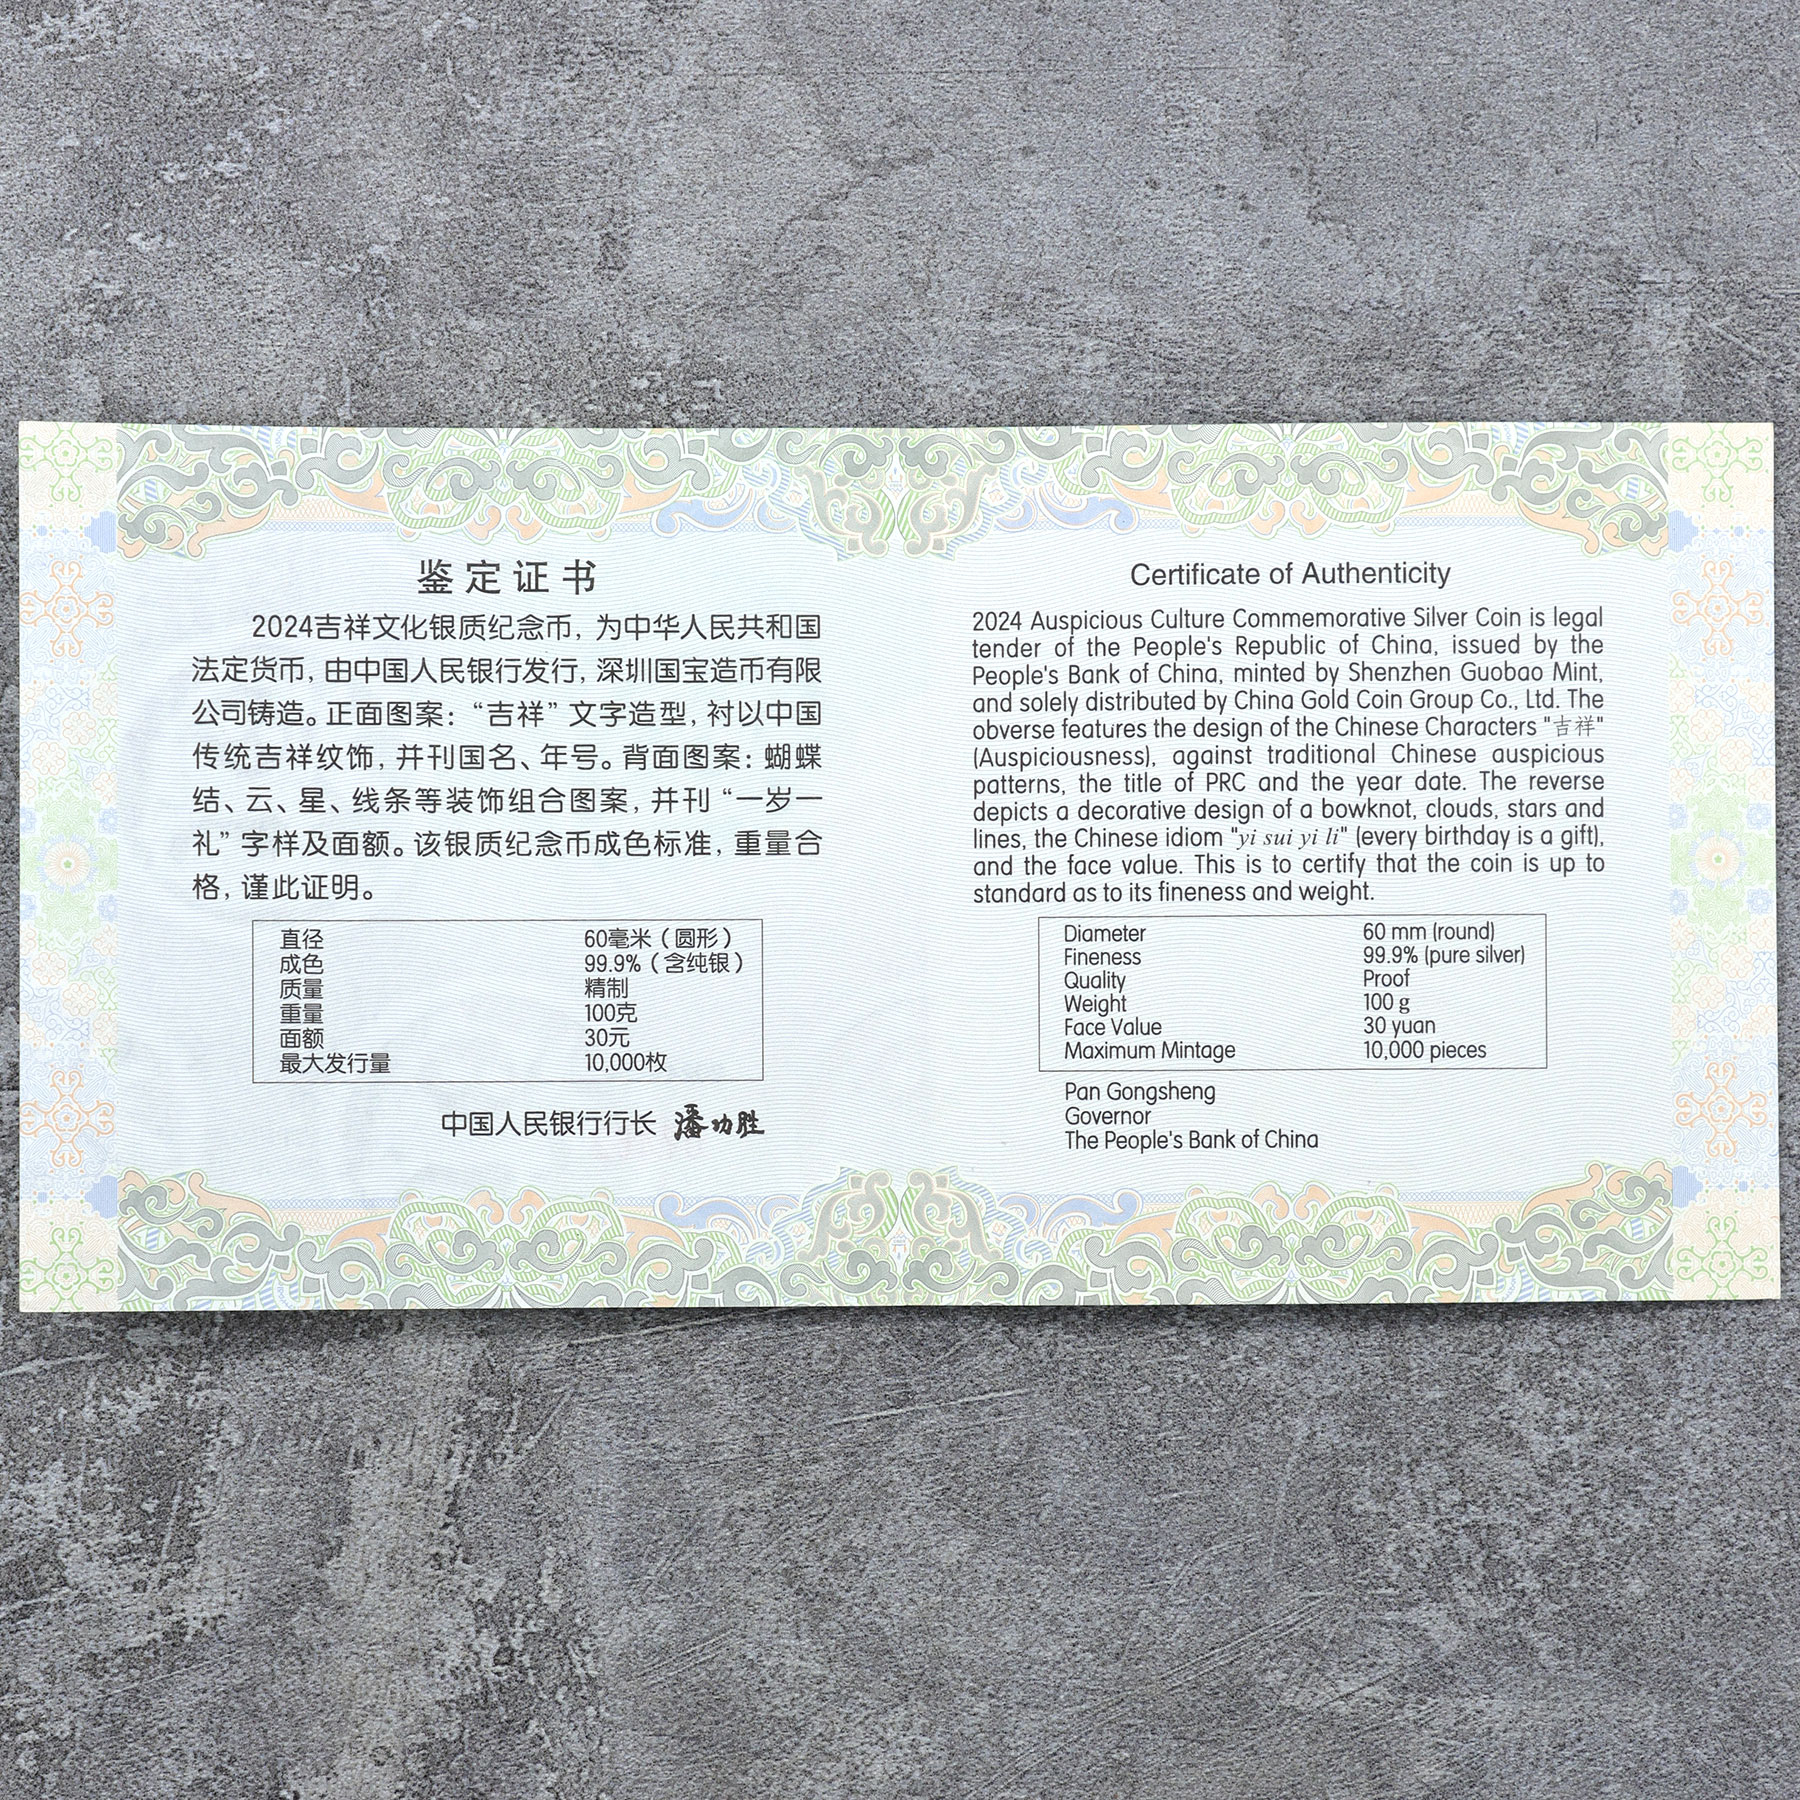 鉴定证书
2024吉祥文化银质纪念币，为中华人民共和国
法定货币，由中国人民银行发行，深圳国宝造币有限
公司铸造。正面图案：“吉祥”文字造型，衬以中国
传统吉祥纹饰，并刊国名、年号。背面图案：蝴蝶
结、云、星、线条等装饰组合图案，并刊“一岁一
礼”字样及面额。该银质纪念币成色标准，重量合
格，谨此证明。
直径 60毫米（圆形）
成色 99.9%（含纯银）
质量 精制
重量 100克
面额 30元
最大发行量 10,000枚
中国人民银行行长 潘功胜
Certificate of Authenticity
2024 Auspicious Culture Commemorative Silver Coin is legal
tender of the People's Republic of China, issued by the
People's Bank of China, minted by Shenzhen Guobao Mint,
and solely distributed by China Gold Coin Group Co., Ltd. The
obverse features the design of the Chinese Characters "吉祥"
(Auspiciousness), against traditional Chinese auspicious
patterns, the title of PRC and the year date. The reverse
depicts a decorative design of a bowknot, clouds, stars and
lines, the Chinese idiom "yi sui yi li" (every birthday is a gift),
and the face value. This is to certify that the coin is up to
standard as to its fineness and weight.
Diameter 60 mm (round)
Fineness 99.9% (pure silver)
Quality Proof
Weight 100 g
Face Value 30 yuan
Maximum Mintage 10,000 pieces
Pan Gongsheng
Governor
The People's Bank of China